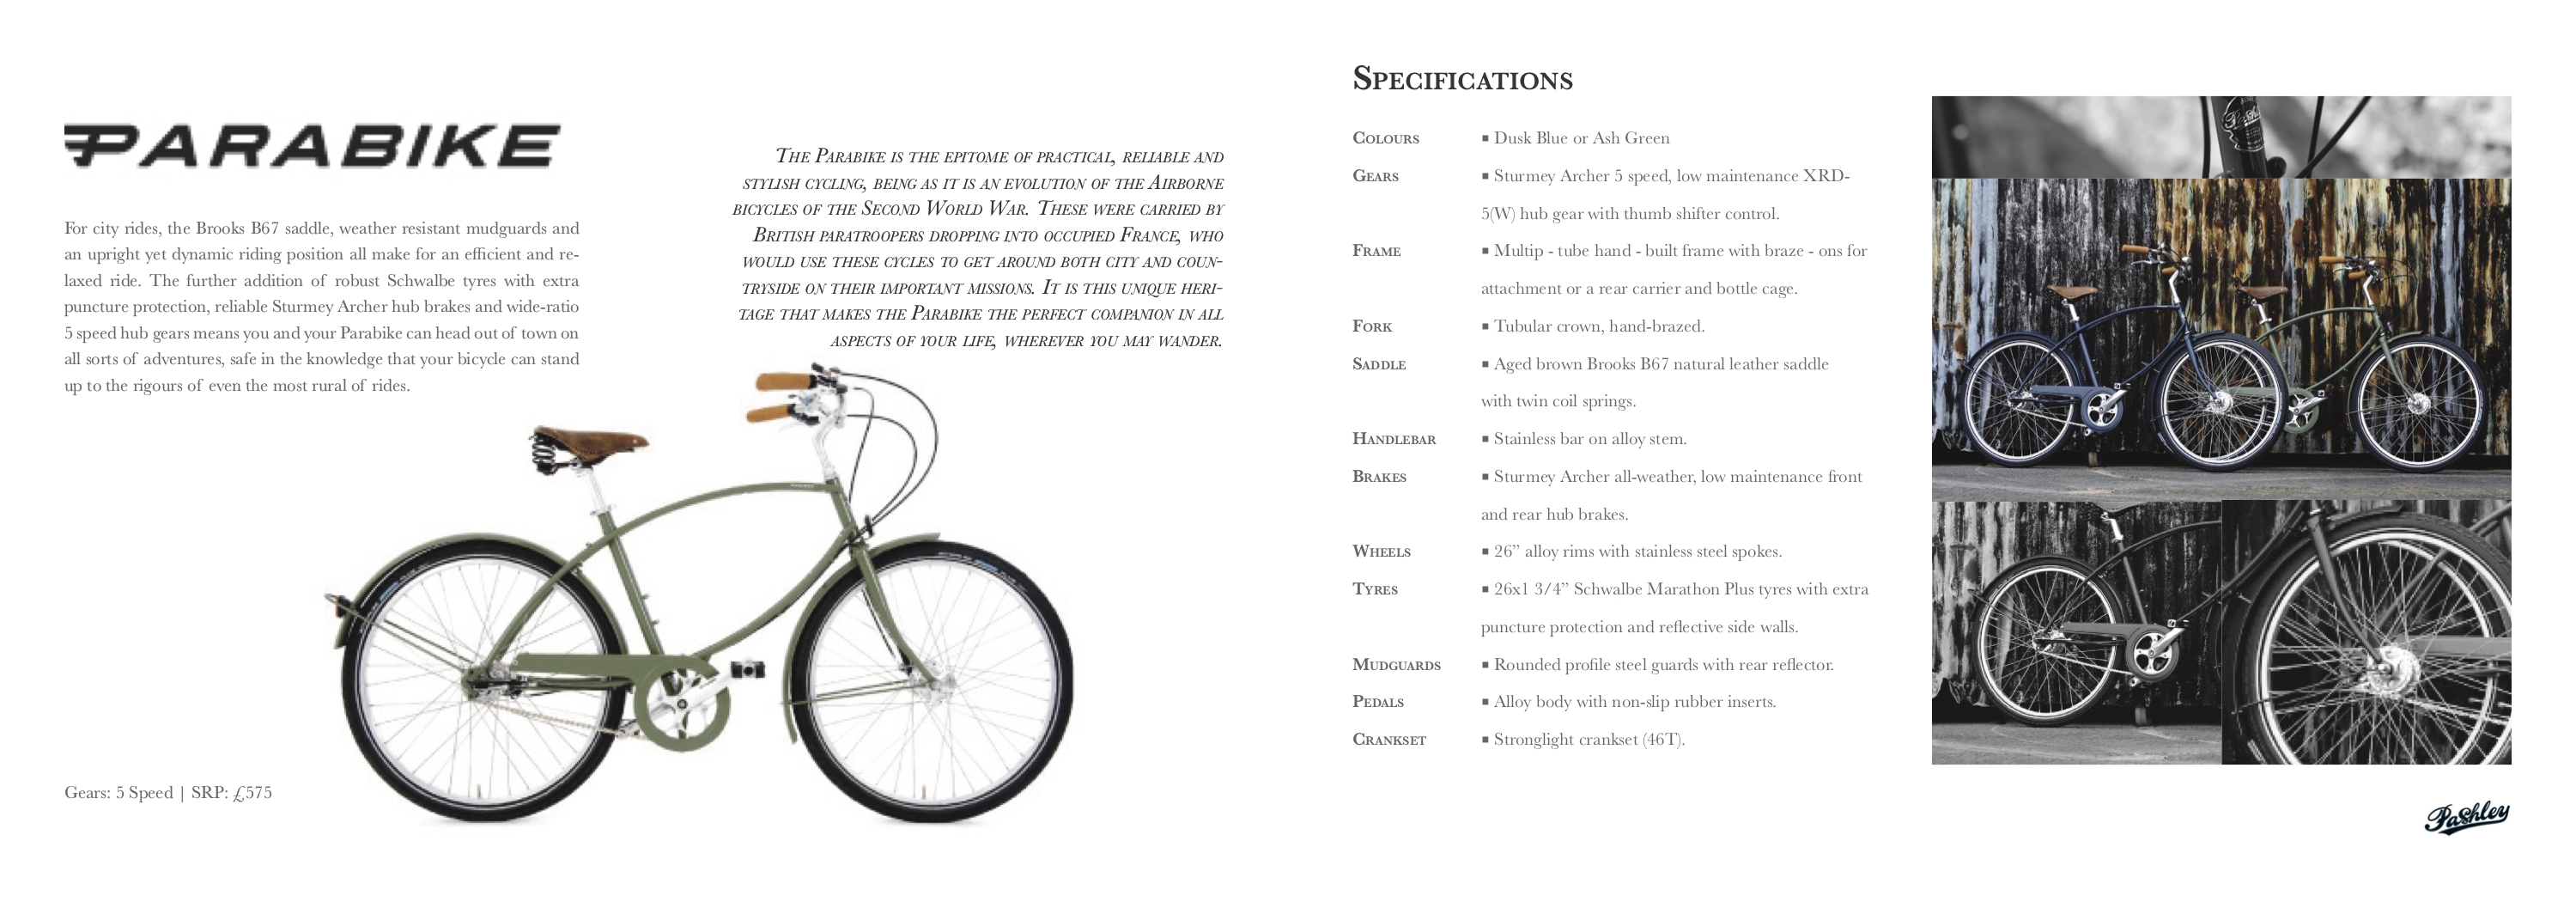 PARABIKE
For city rides, the Brooks B67 saddle, weather resistant mudguards and
an upright yet dynamic riding position all make for an efficient and re-
laxed ride. The further addition of robust Schwalbe tyres with extra
puncture protection, reliable Sturmey Archer hub brakes and wide-ratio
5 speed hub gears means you and your Parabike can head out of town on
all sorts of adventures, safe in the knowledge that your bicycle can stand
up to the rigours of even the most rural of rides.
The Parabike is the epitome of practical, reliable and
stylish cycling, being as it is an evolution of the Airborne
bicycles of the Second World War. These were carried by
British paratroopers dropping into occupied France, who
would use these cycles to get around both city and coun-
tryside on their important missions. It is this unique heri-
tage that makes the Parabike the perfect companion in all
aspects of your life, wherever you may wander.
Gears: 5 Speed | SRP: £575
Specifications
Colours ▪ Dusk Blue or Ash Green
Gears ▪ Sturmey Archer 5 speed, low maintenance XRD-
5(W) hub gear with thumb shifter control.
Frame ▪ Multip - tube hand - built frame with braze - ons for
attachment or a rear carrier and bottle cage.
Fork ▪ Tubular crown, hand-brazed.
Saddle ▪ Aged brown Brooks B67 natural leather saddle
with twin coil springs.
Handlebar ▪ Stainless bar on alloy stem.
Brakes ▪ Sturmey Archer all-weather, low maintenance front
and rear hub brakes.
Wheels ▪ 26” alloy rims with stainless steel spokes.
Tyres ▪ 26x1 3/4” Schwalbe Marathon Plus tyres with extra
puncture protection and reflective side walls.
Mudguards ▪ Rounded profile steel guards with rear reflector.
Pedals ▪ Alloy body with non-slip rubber inserts.
Crankset ▪ Stronglight crankset (46T).
Pashley